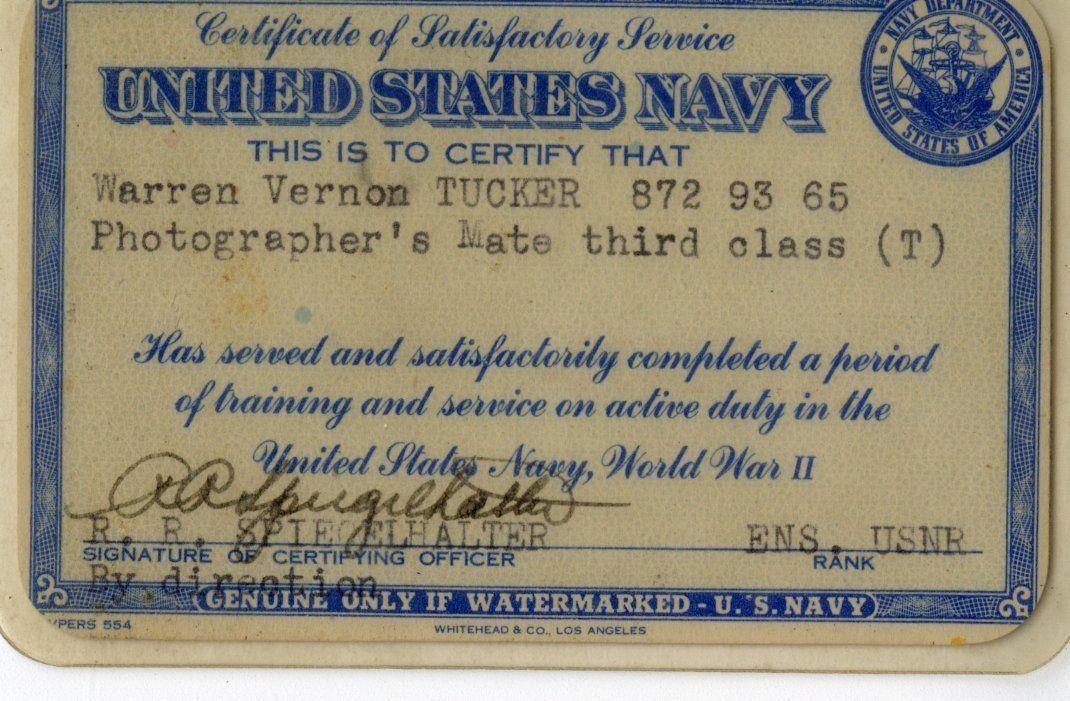 Certificate of Satisfactory Service
UNITED STATES NAVY
NAVY DEPARTMENT
UNITED STATES OF AMERICA
THIS IS TO CERTIFY THAT
Warren Vernon TUCKER 872 93 65
Photographer's Mate third class (T)
Has served and satisfactorily completed a period
of training and service on active duty in the
United States Navy, World War II
R R Spiegelhalter
R. R. SPIEGELHALTER ENS. USNR
SIGNATURE OF CERTIFYING OFFICER RANK
By direction
GENUINE ONLY IF WATERMARKED - U. S. NAVY
VPERS 554
WHITEHEAD & CO., LOS ANGELES